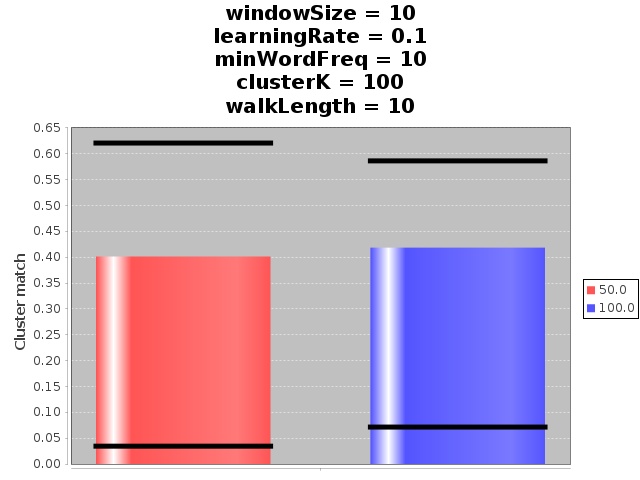 windowSize = 10
learningRate = 0.1
minWordFreq = 10
clusterK = 100
walkLength = 10
0.65
0.60
0.55
0.50
0.45
0.40
0.35
0.30
0.25
0.20
0.15
0.10
0.05
0.00
Cluster match
50.0
100.0